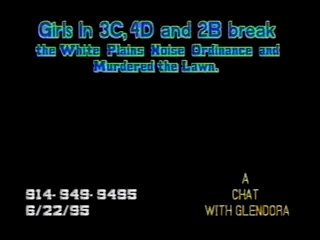 Girls In 3C, 4D and 2B break
the White Plains Noise Ordinance and
Murdered the Lawn.
914-949-9495
6/22/95
A
CHAT
WITH GLENDORA